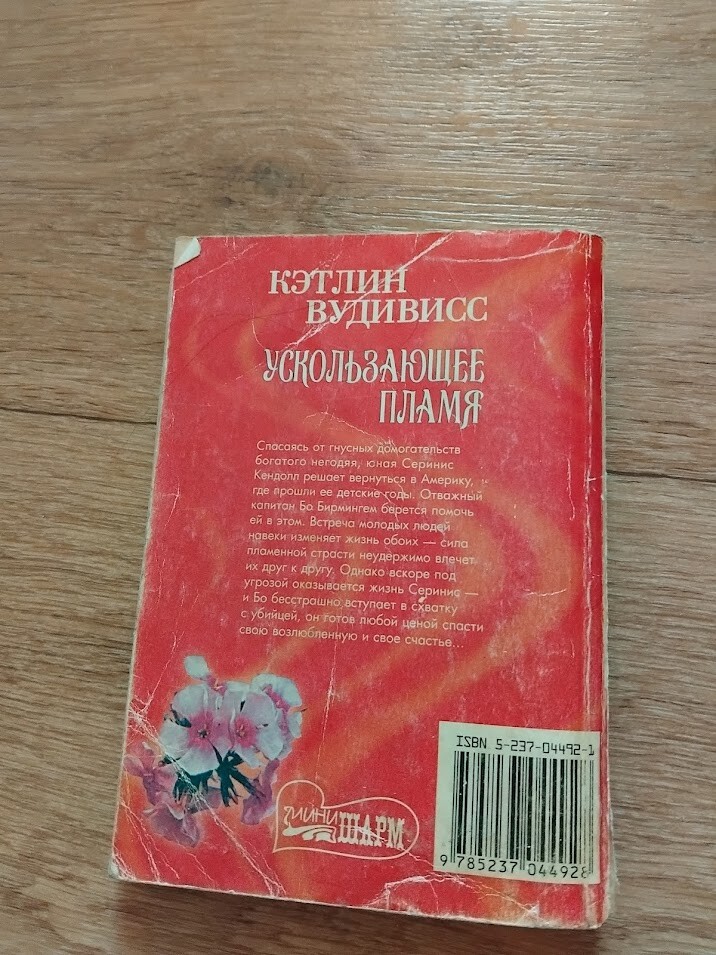 КЭТЛИН
ВУДИВИСС
УСКОЛЬЗАЮЩЕЕ
ПЛАМЯ
Спасаясь от гнусных домогательств
богатого негодяя, юная Серинис
Кендолл решает вернуться в Америку,
где прошли ее детские годы. Отважный
капитан Бо Бирмингем берется помочь
ей в этом. Встреча молодых людей
навеки изменяет жизнь обоих — сила
пламенной страсти неудержимо влечет
их друг к другу. Однако вскоре под
угрозой оказывается жизнь Серинис —
и Бо бесстрашно вступает в схватку
с убийцей, он готов любой ценой спасти
свою возлюбленную и свое счастье...
МИНИ
ШАРМ
ISBN 5-237-04492-1
9 785237 044928